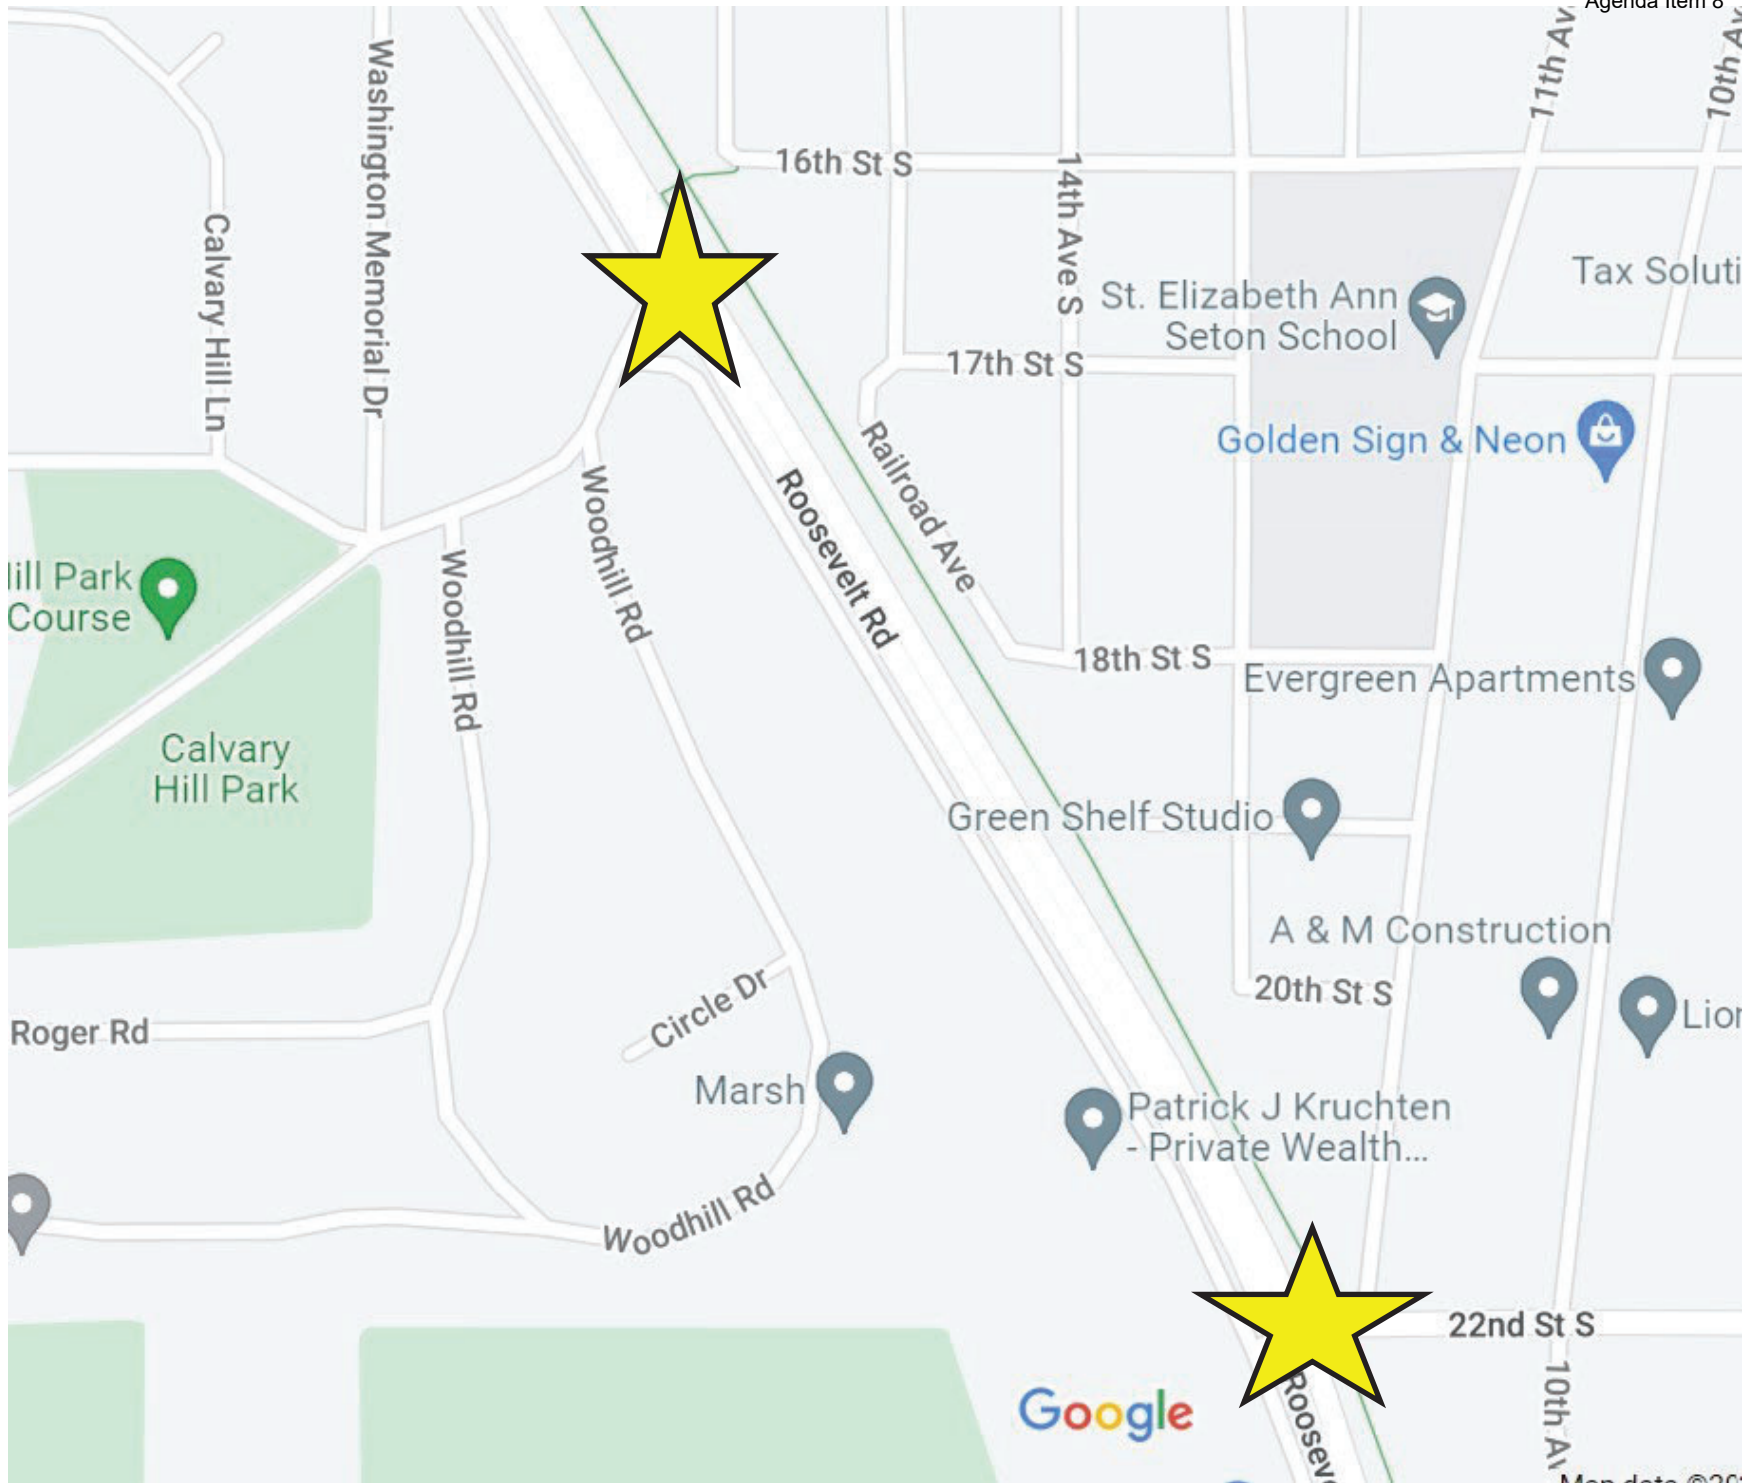 Agenda Item 8
11th Av
10th Av
Washington Memorial Dr
Calvary Hill Ln
16th St S
14th Ave S
St. Elizabeth Ann
Seton School
Tax Soluti
17th St S
Golden Sign & Neon
Railroad Ave
Roosevelt Rd
Woodhill Rd
Woodhill Rd
ill Park
Course
18th St S
Evergreen Apartments
Calvary
Hill Park
Green Shelf Studio
A & M Construction
20th St S
Lion
Circle Dr
Roger Rd
Marsh
Patrick J Kruchten
- Private Wealth...
Woodhill Rd
22nd St S
Google
Roosev
10th Av
Map data ©20